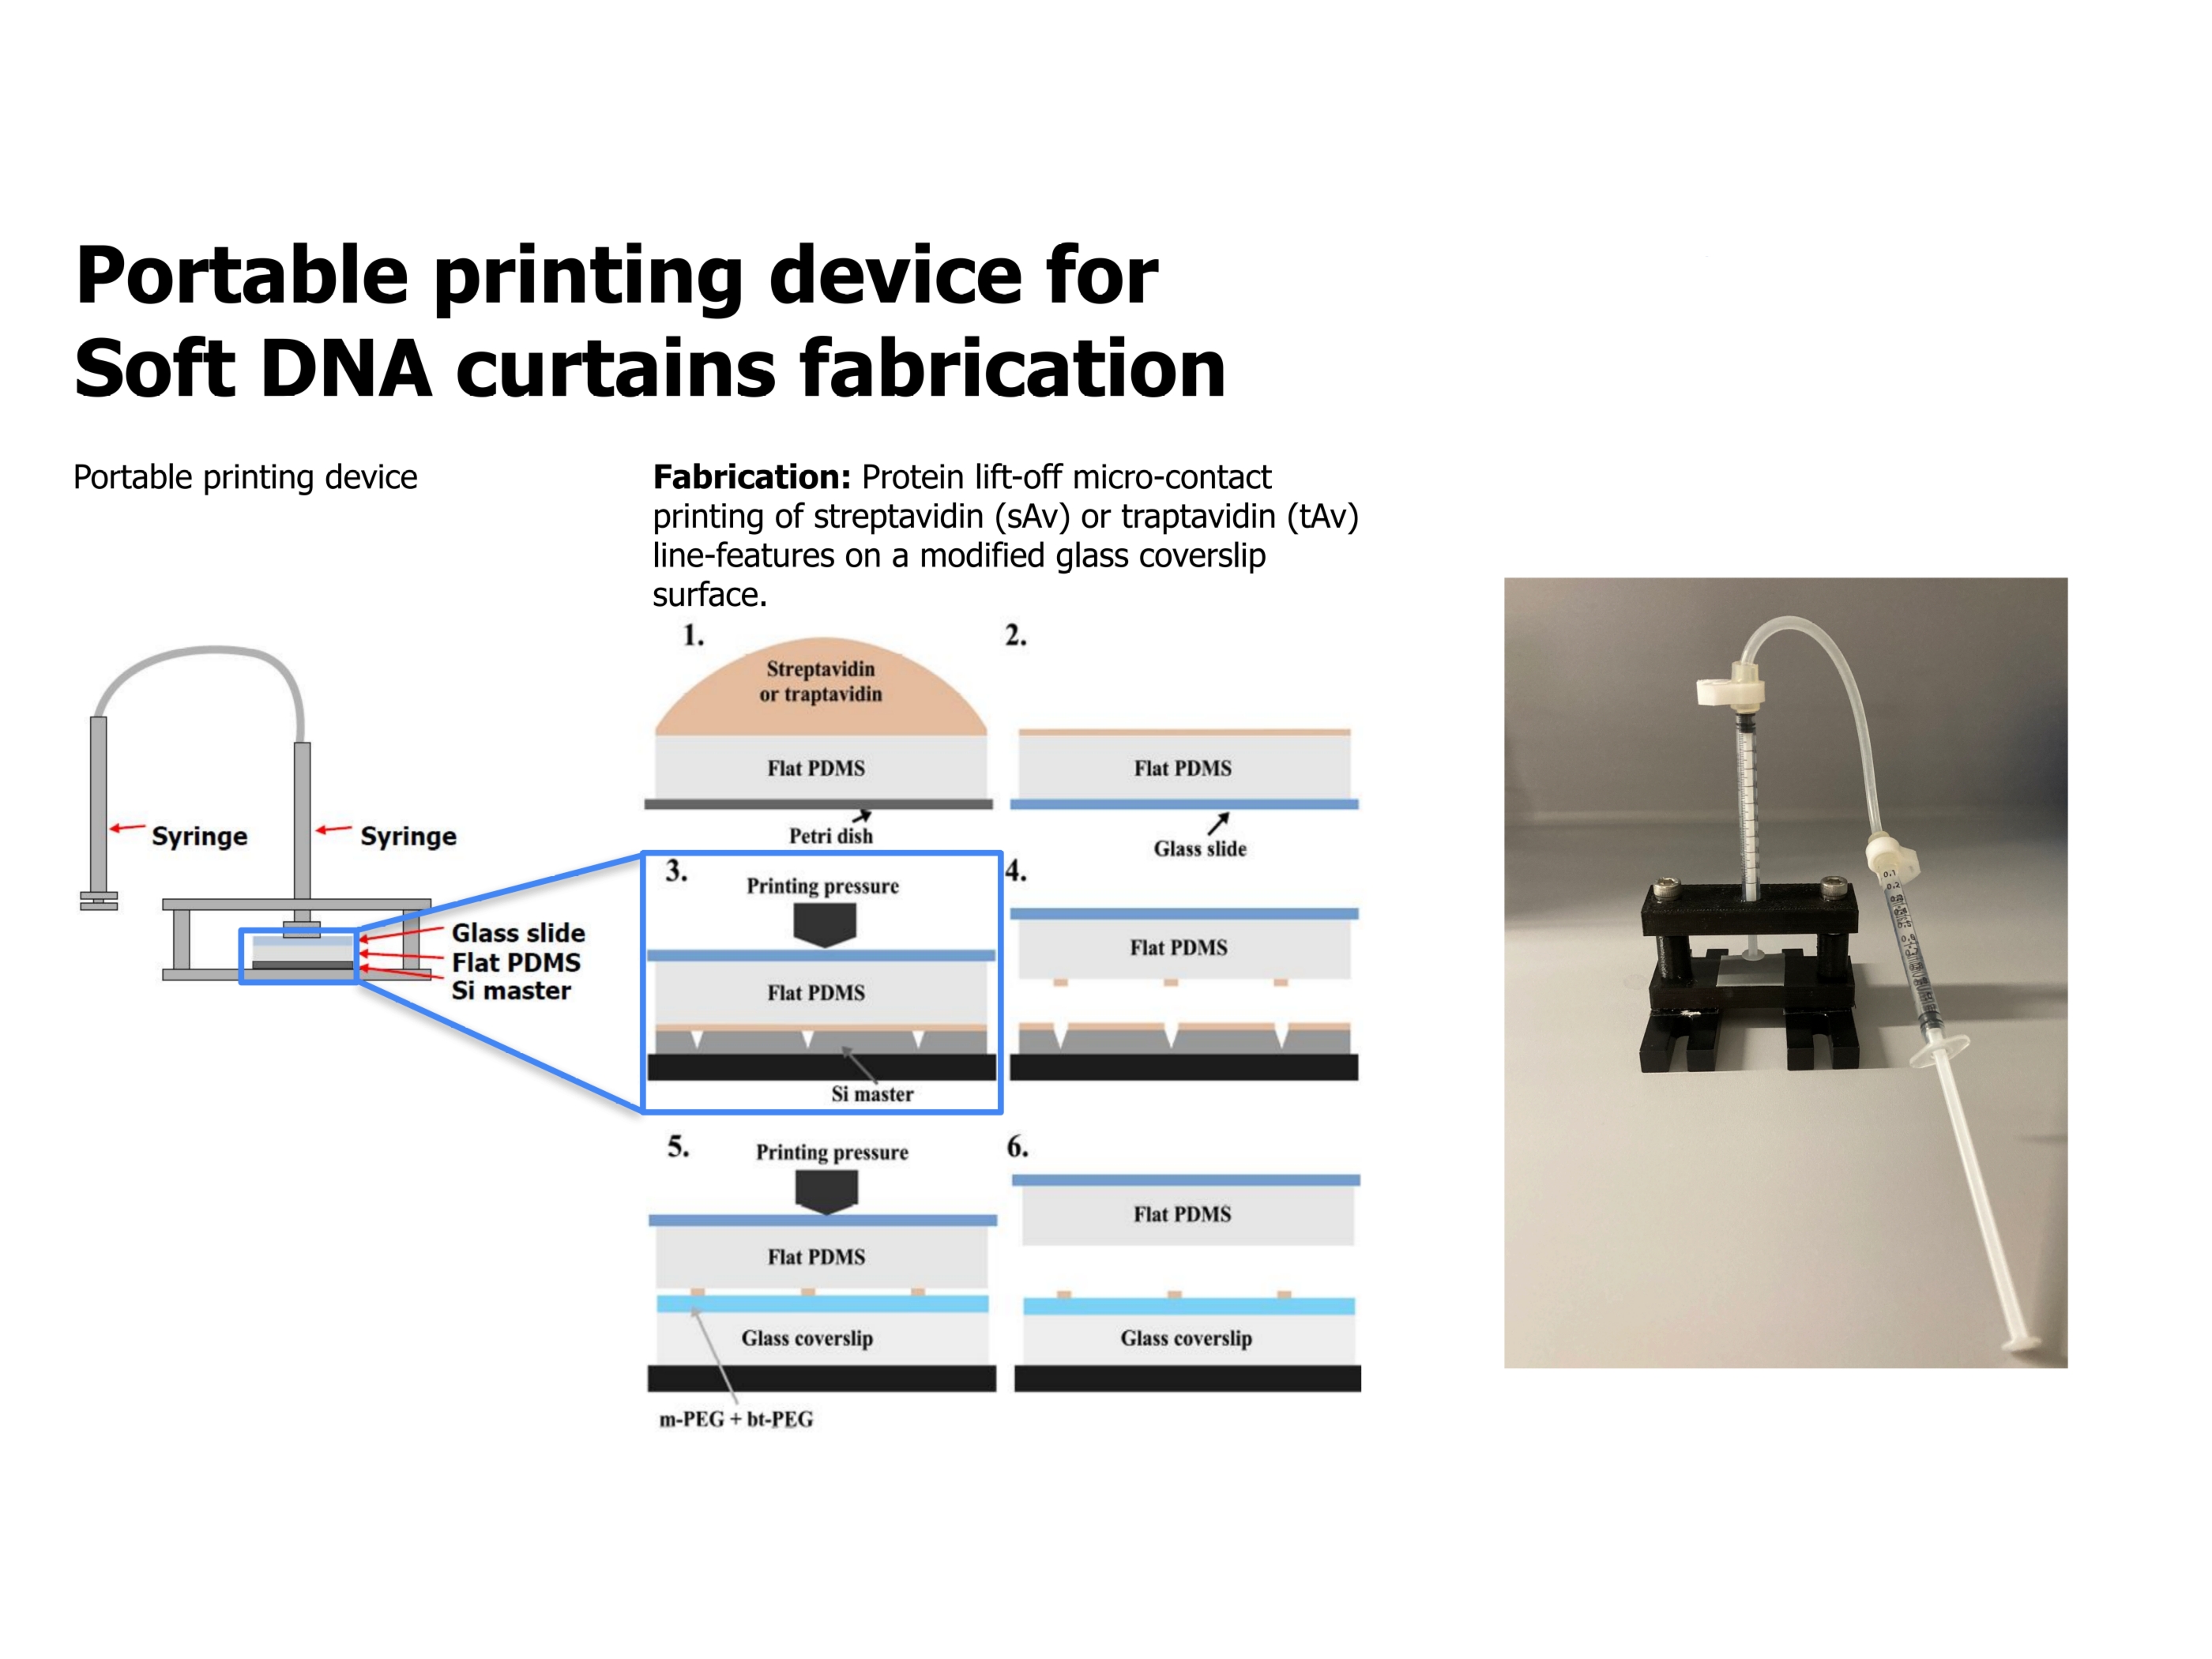 Portable printing device for
Soft DNA curtains fabrication
Portable printing device
Fabrication: Protein lift-off micro-contact
printing of streptavidin (sAv) or traptavidin (tAv)
line-features on a modified glass coverslip
surface.
Syringe
Syringe
Glass slide
Flat PDMS
Si master
1.
Streptavidin
or traptavidin
Flat PDMS
Petri dish
2.
Flat PDMS
Glass slide
3.
Printing pressure
Flat PDMS
Si master
4.
Flat PDMS
5.
Printing pressure
Flat PDMS
Glass coverslip
m-PEG + bt-PEG
6.
Flat PDMS
Glass coverslip
0.1
0.2